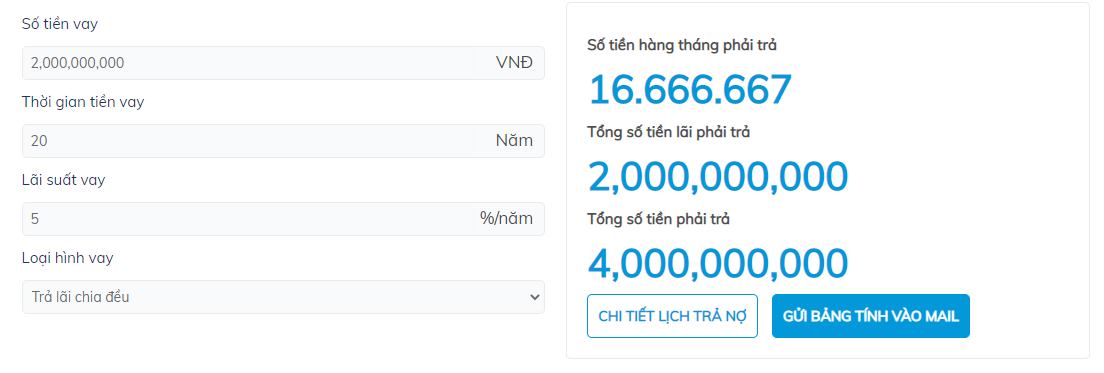 Số tiền vay
2,000,000,000 VNĐ
Thời gian tiền vay
20 Năm
Lãi suất vay
5 %/năm
Loại hình vay
Trả lãi chia đều
Số tiền hàng tháng phải trả
16.666.667
Tổng số tiền lãi phải trả
2,000,000,000
Tổng số tiền phải trả
4,000,000,000
CHI TIẾT LỊCH TRẢ NỢ GỬI BẢNG TÍNH VÀO MAIL